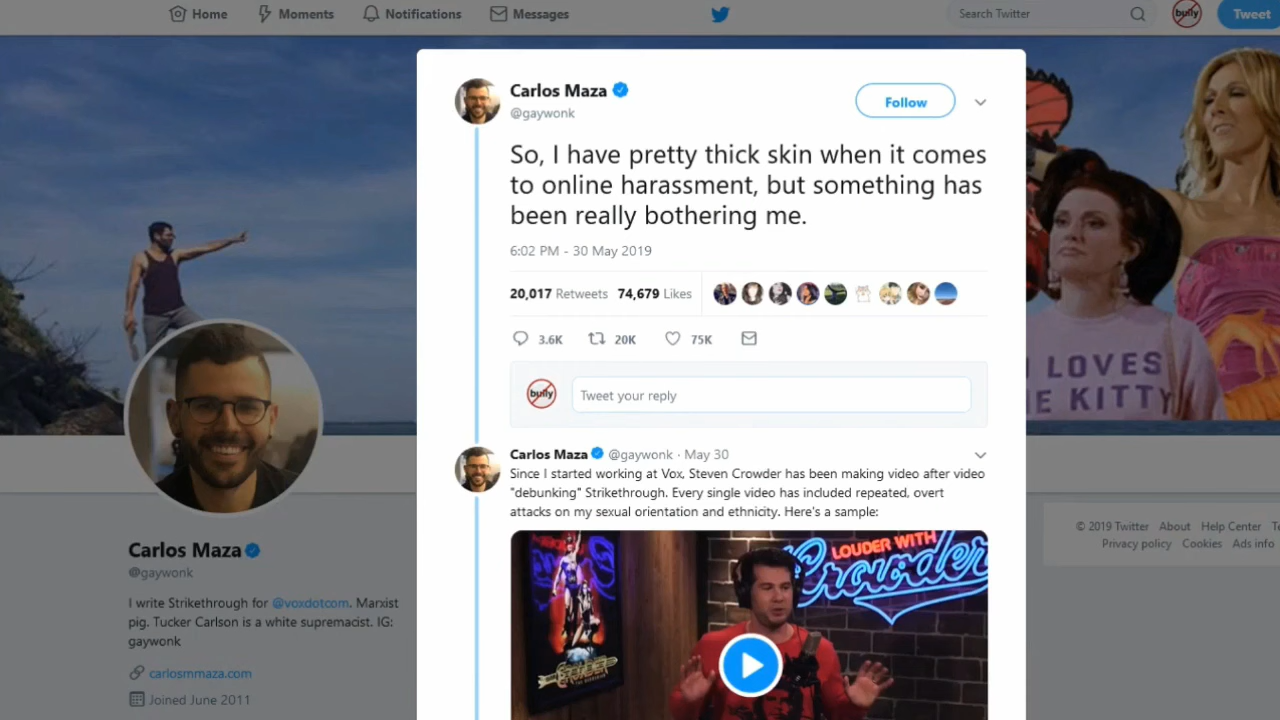 Home Moments Notifications Messages Search Twitter bully Tweet
Carlos Maza
@gaywonk
Follow
So, I have pretty thick skin when it comes
to online harassment, but something has
been really bothering me.
6:02 PM - 30 May 2019
20,017 Retweets 74,679 Likes
3.6K 20K 75K
bully Tweet your reply
Carlos Maza @gaywonk · May 30
Since I started working at Vox, Steven Crowder has been making video after video
"debunking" Strikethrough. Every single video has included repeated, overt
attacks on my sexual orientation and ethnicity. Here's a sample:
LOUDER WITH
Crowder
Carlos Maza
@gaywonk
I write Strikethrough for @voxdotcom. Marxist
pig. Tucker Carlson is a white supremacist. IG:
gaywonk
carlosmmaza.com
Joined June 2011
LOVES
KITTY
© 2019 Twitter About Help Center
Privacy policy Cookies Ads info